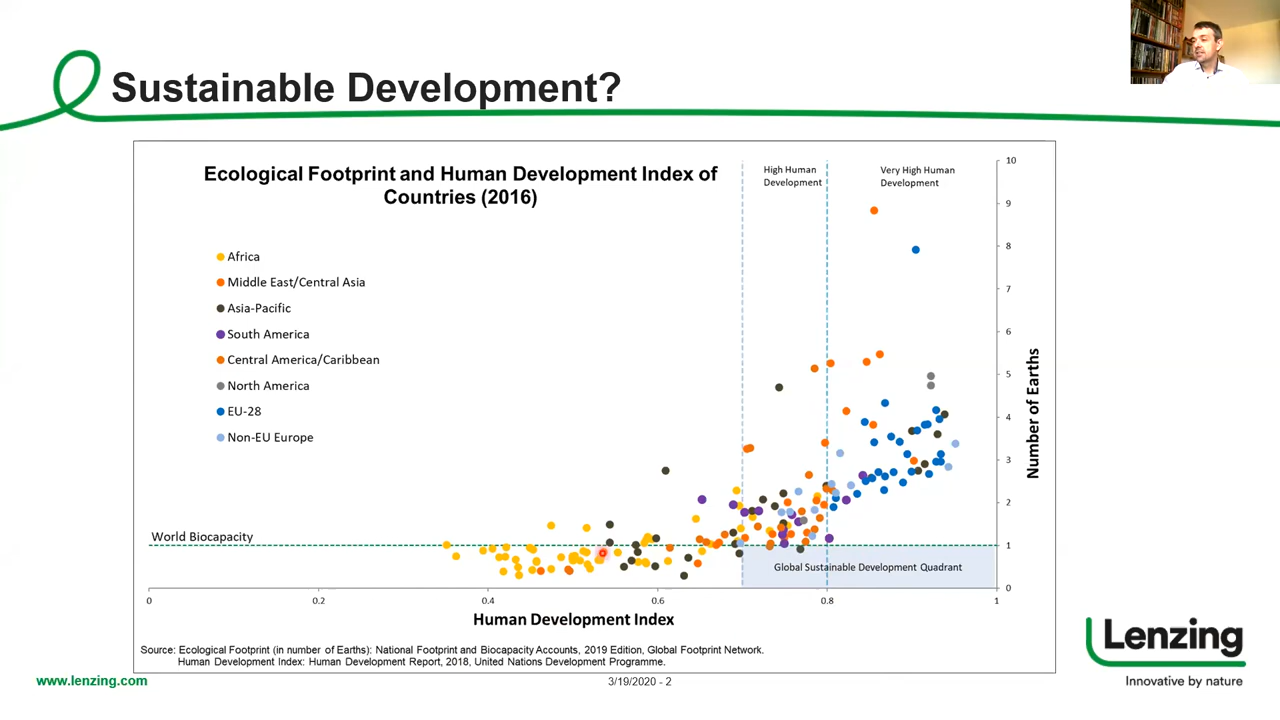 Sustainable Development?
Ecological Footprint and Human Development Index of
Countries (2016)
High Human
Development
Very High Human
Development
Africa
Middle East/Central Asia
Asia-Pacific
South America
Central America/Caribbean
North America
EU-28
Non-EU Europe
10
9
8
7
6
5
4
3
2
1
0
Number of Earths
World Biocapacity
Global Sustainable Development Quadrant
0
0.2
0.4
0.6
0.8
1
Human Development Index
Source: Ecological Footprint (in number of Earths): National Footprint and Biocapacity Accounts, 2019 Edition, Global Footprint Network.
Human Development Index: Human Development Report, 2018, United Nations Development Programme.
www.lenzing.com
3/19/2020 - 2
Lenzing
Innovative by nature